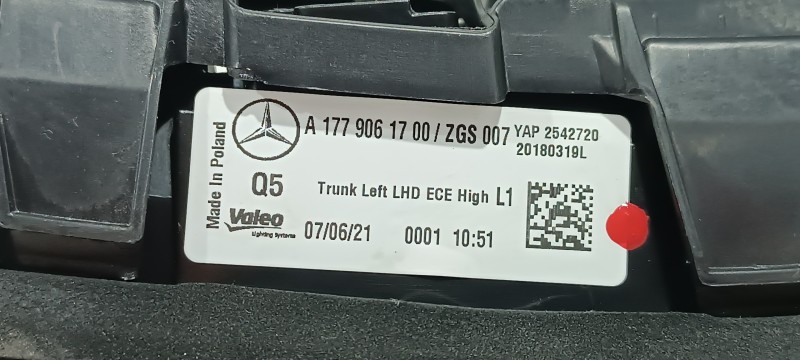 A 177 906 17 00 / ZGS 007 YAP 2542720
20180319L
Made In Poland
Q5 Trunk Left LHD ECE High L1
Valeo
Lighting Systems
07/06/21 0001 10:51